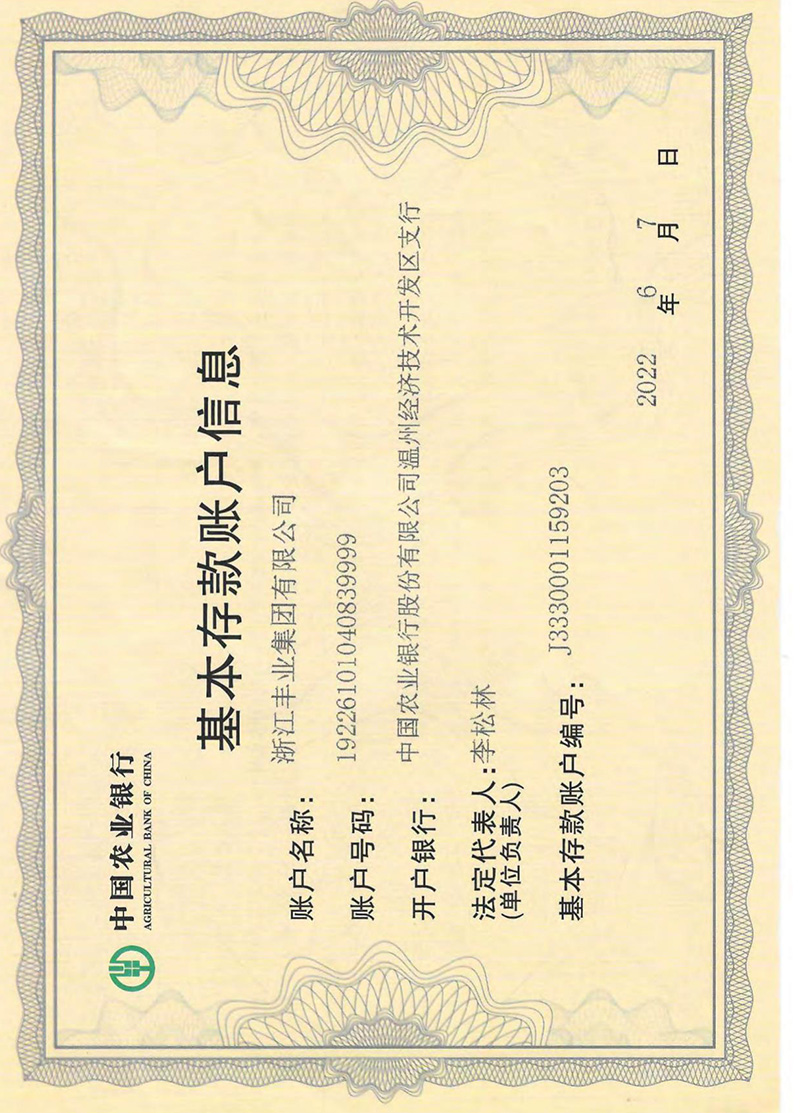 中国农业银行
AGRICULTURAL BANK OF CHINA
基本存款账户信息
账户名称：浙江丰业集团有限公司
账户号码：19226101040839999
开户银行：中国农业银行股份有限公司温州经济技术开发区支行
法定代表人：李松林
(单位负责人)
基本存款账户编号：J3330001159203
2022 年 6 月 7 日